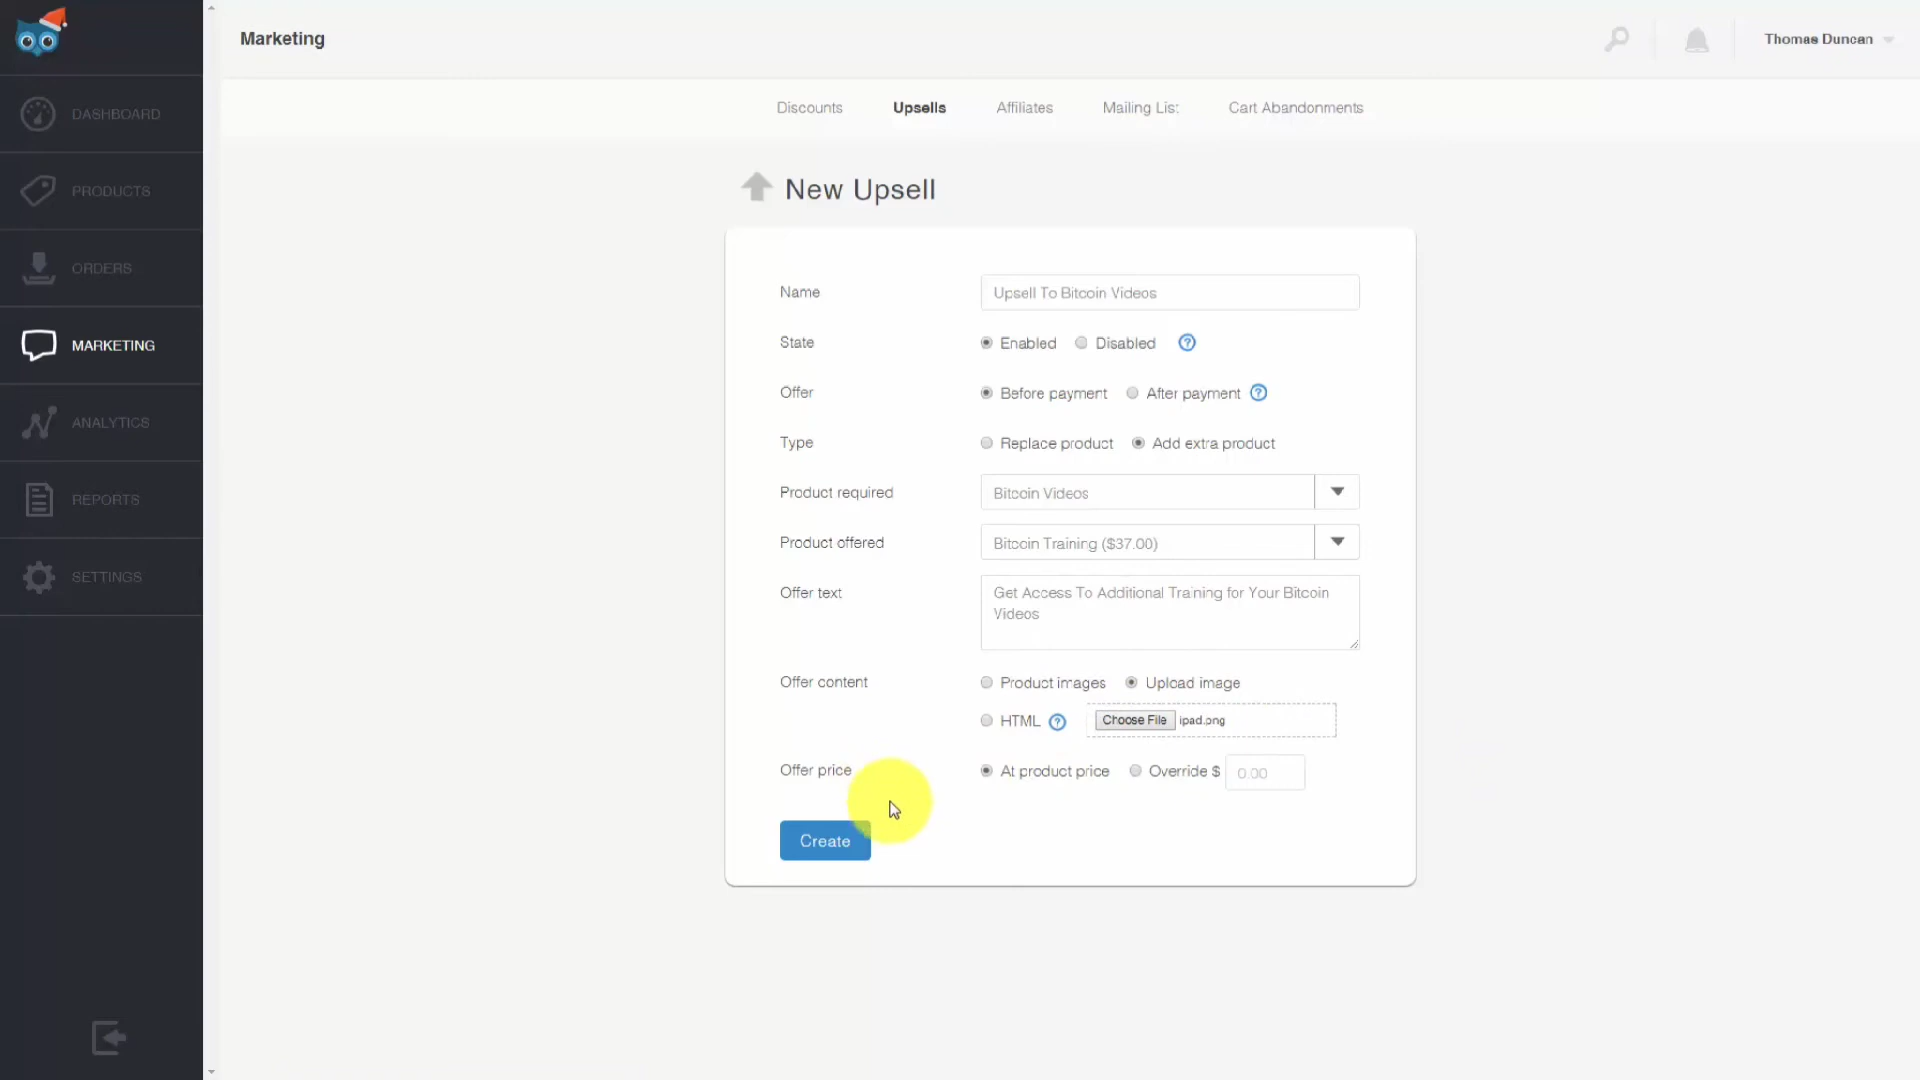 Marketing
Thomas Duncan
DASHBOARD
PRODUCTS
ORDERS
MARKETING
ANALYTICS
REPORTS
SETTINGS
Discounts Upsells Affiliates Mailing List Cart Abandonments
New Upsell
Name Upsell To Bitcoin Videos
State Enabled Disabled ?
Offer Before payment After payment ?
Type Replace product Add extra product
Product required Bitcoin Videos
Product offered Bitcoin Training ($37.00)
Offer text Get Access To Additional Training for Your Bitcoin
Videos
Offer content Product images Upload image
HTML ? Choose File ipad.png
Offer price At product price Override $ 0.00
Create